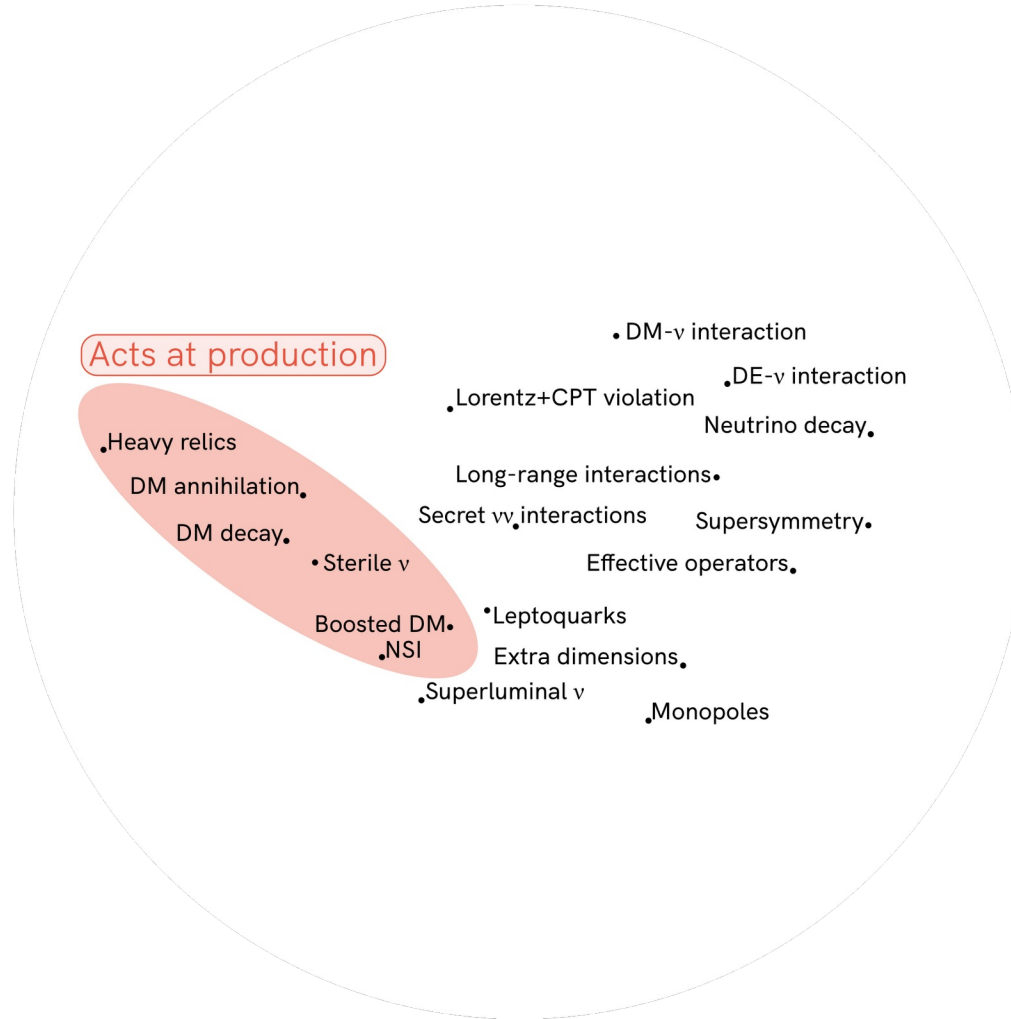 DM-ν interaction
Acts at production
DE-ν interaction
Lorentz+CPT violation
Neutrino decay
Heavy relics
Long-range interactions
DM annihilation
Secret νν interactions
Supersymmetry
DM decay
Sterile ν
Effective operators
Leptoquarks
Boosted DM
NSI
Extra dimensions
Superluminal ν
Monopoles